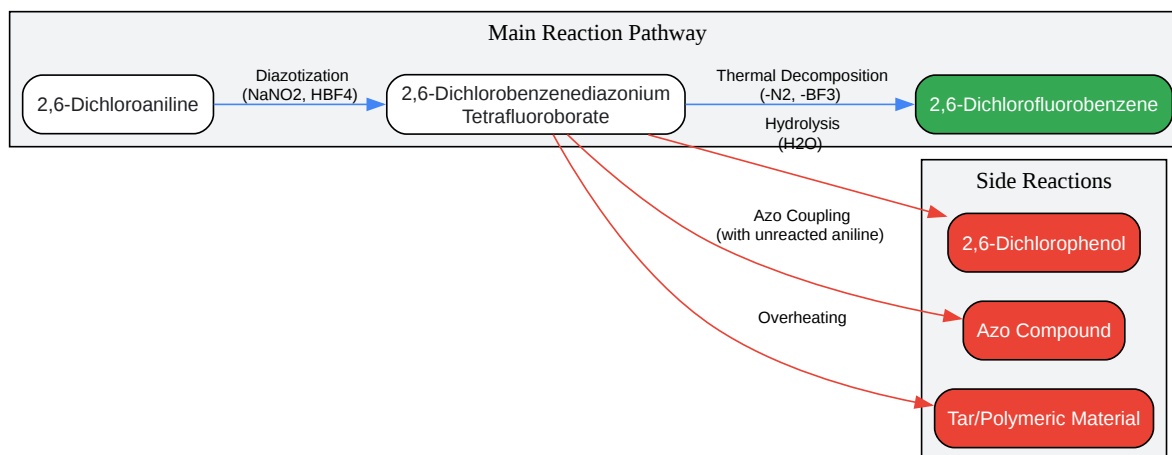 Main Reaction Pathway
2,6-Dichloroaniline
Diazotization
(NaNO2, HBF4)
2,6-Dichlorobenzenediazonium
Tetrafluoroborate
Thermal Decomposition
(-N2, -BF3)
2,6-Dichlorofluorobenzene
Hydrolysis
(H2O)
Side Reactions
2,6-Dichlorophenol
Azo Coupling
(with unreacted aniline)
Azo Compound
Overheating
Tar/Polymeric Material